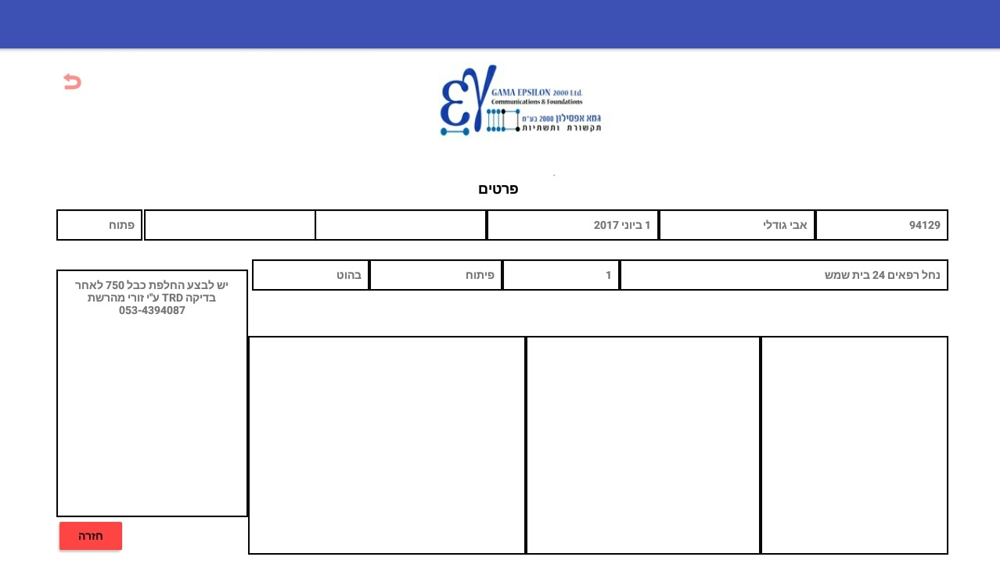 GAMA EPSILON 2000 Ltd.
Communications & Foundations
גמא אפסילון 2000 בע"מ
תקשורת ותשתיות
פרטים
94129
אבי גודלי
1 ביוני 2017
פתוח
נחל רפאים 24 בית שמש
1
פיתוח
בהוט
יש לבצע החלפת כבל 750 לאחר
בדיקה TRD ע"י זורי מהרשת
053-4394087
חזרה